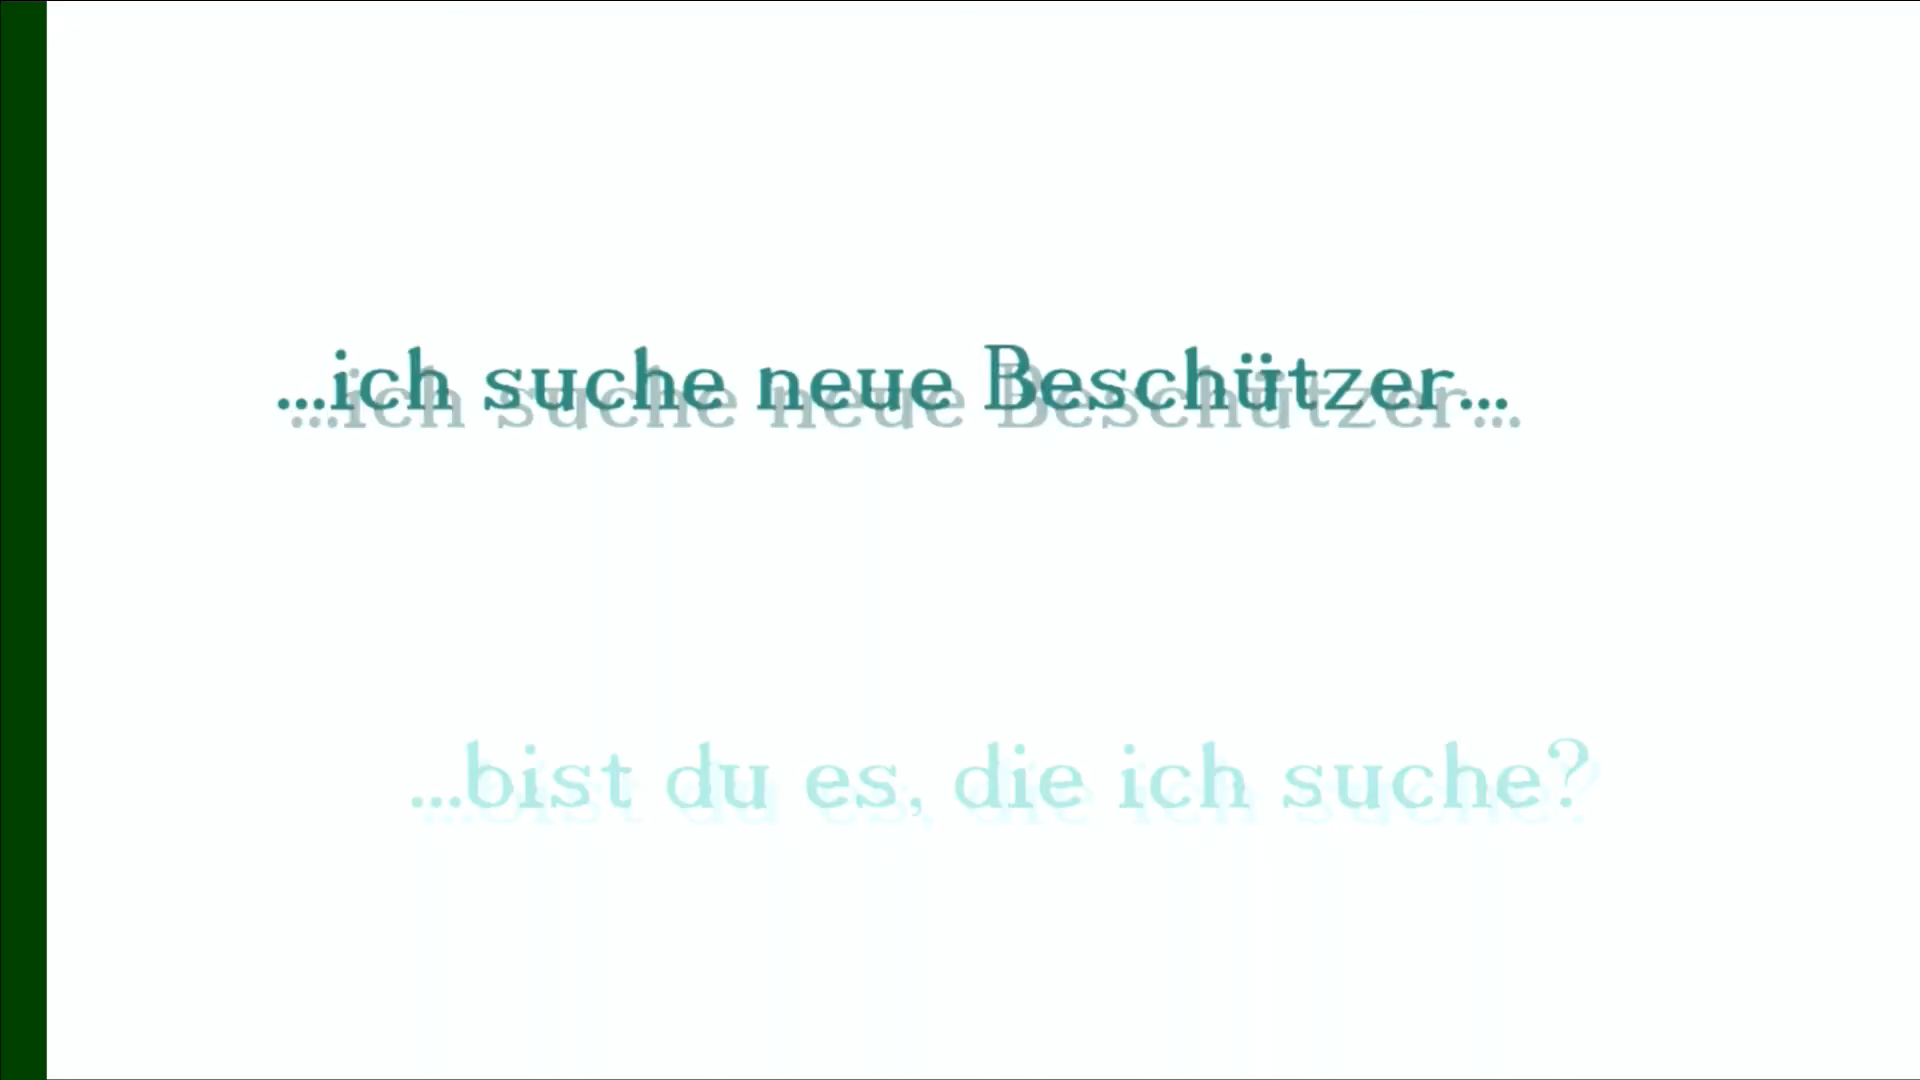 ...ich suche neue Beschützer...
...bist du es, die ich suche?